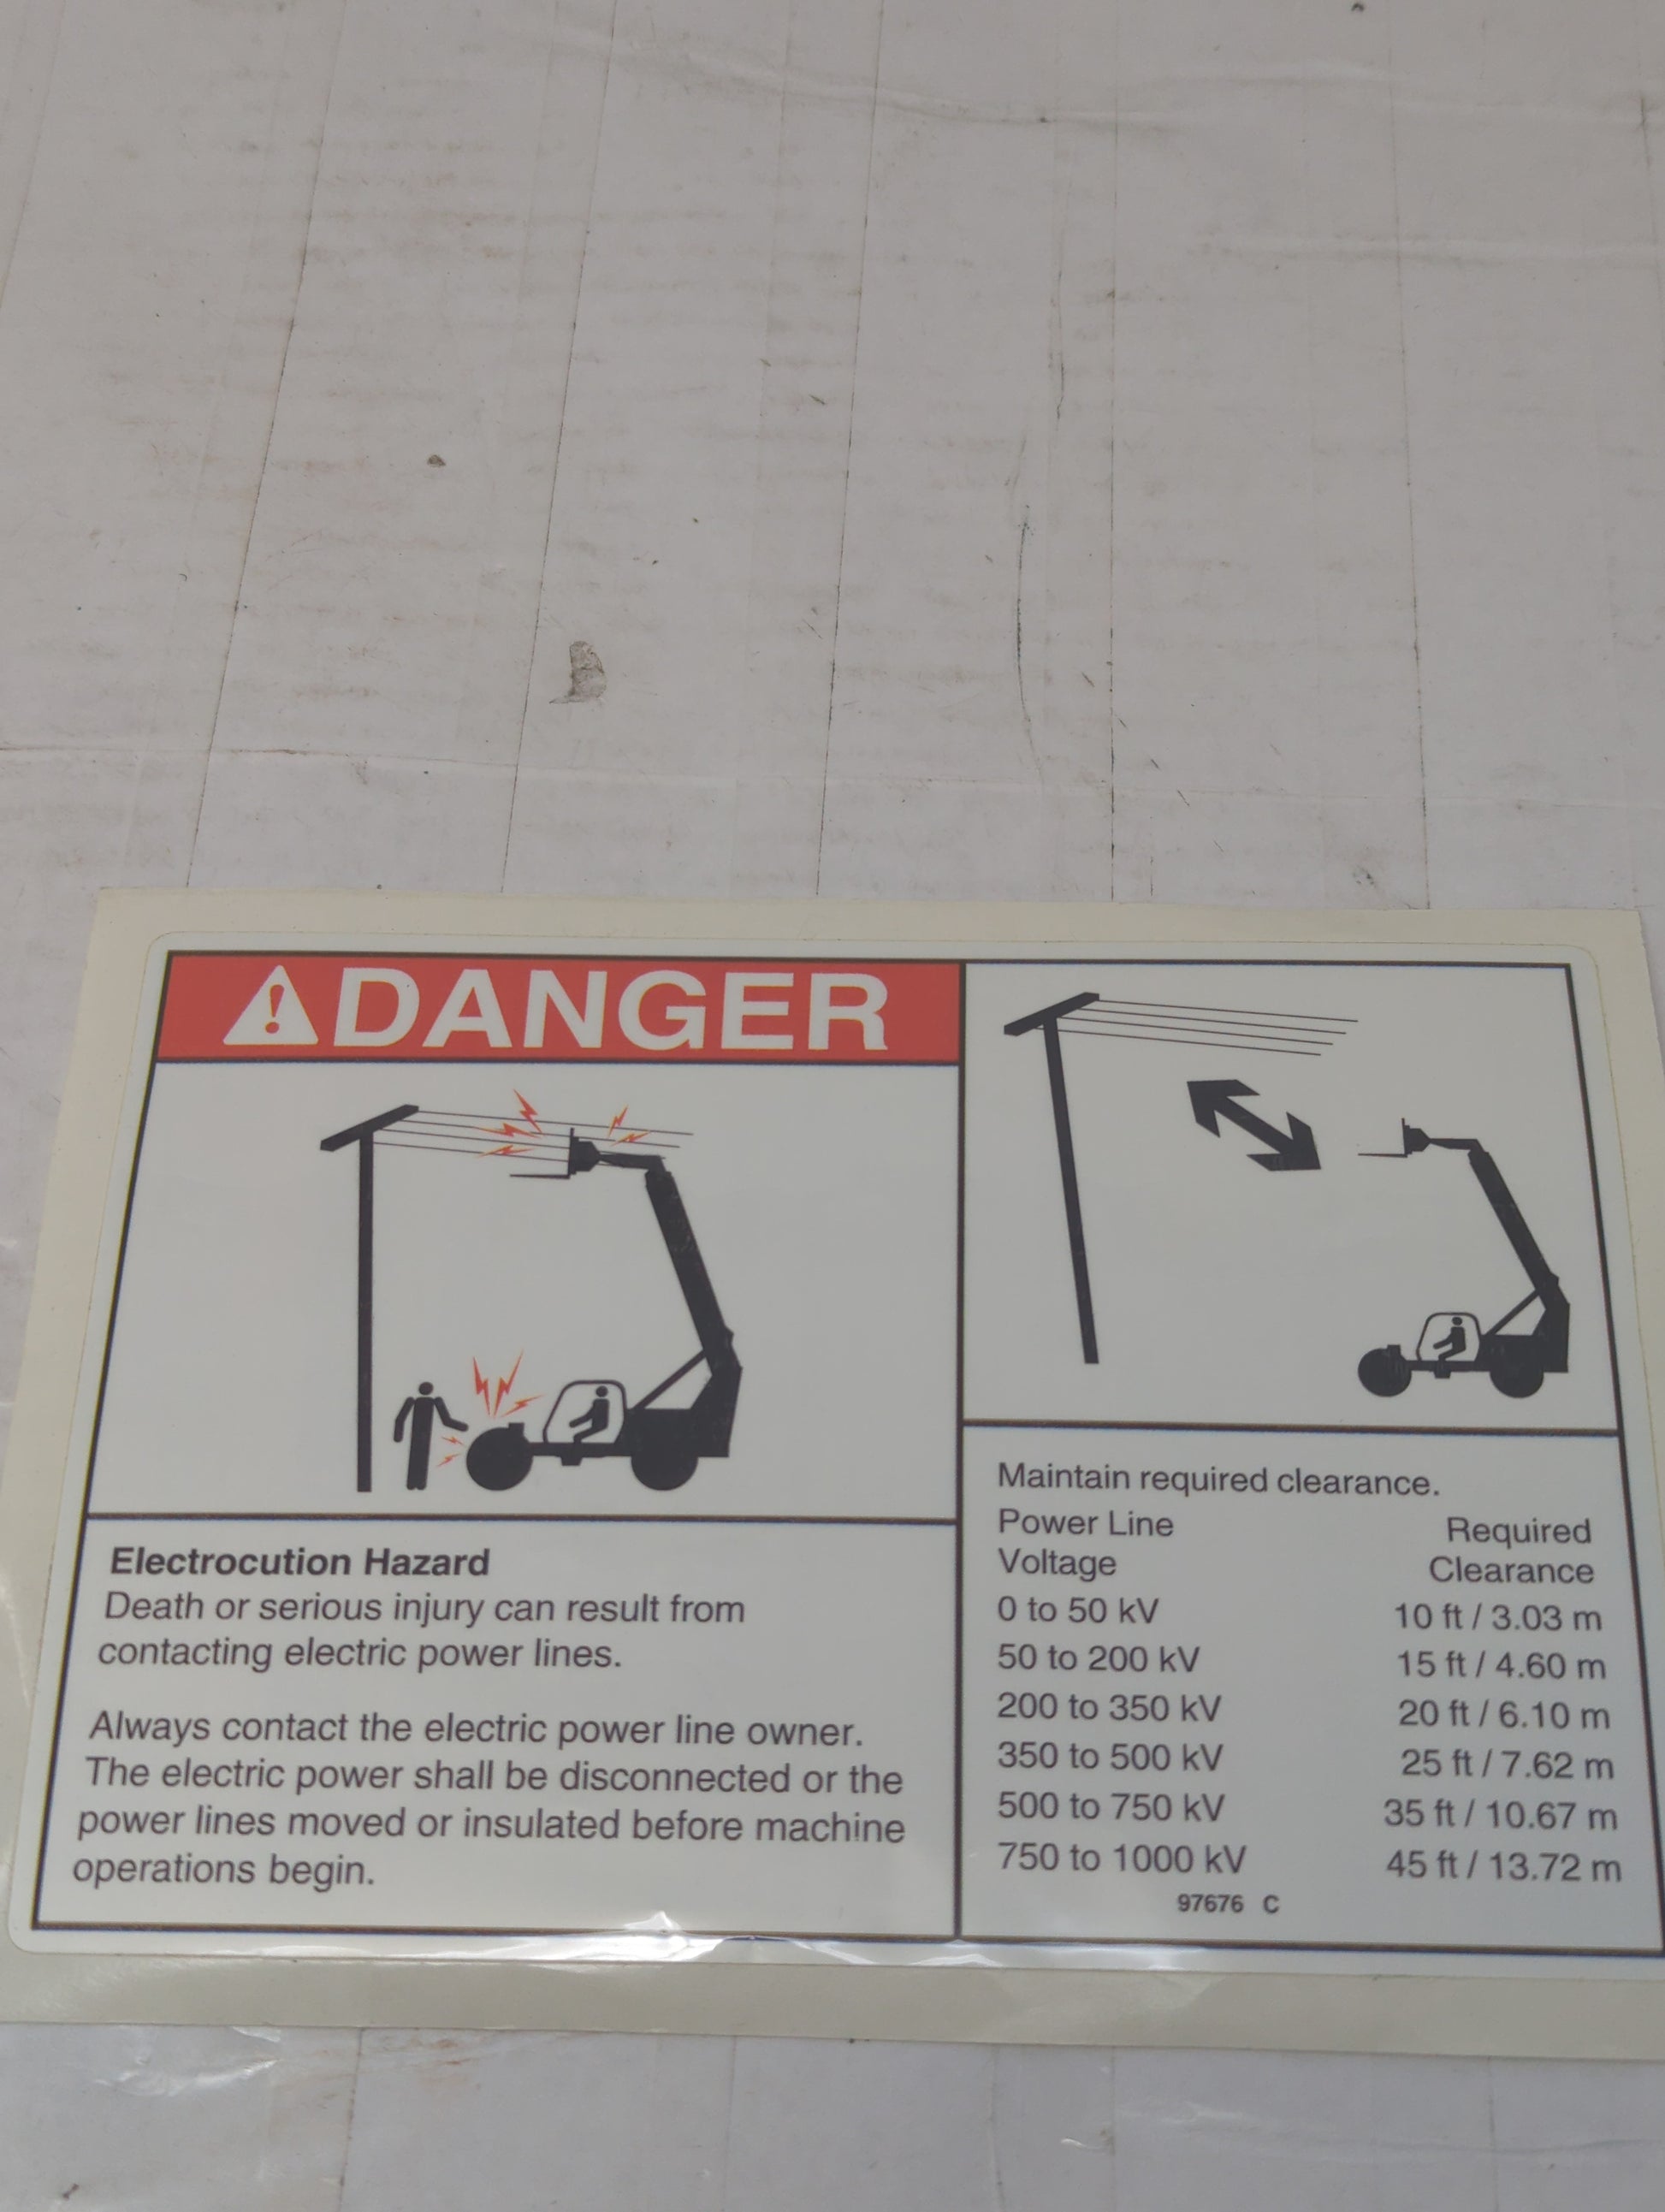 DANGER
Electrocution Hazard
Death or serious injury can result from
contacting electric power lines.
Always contact the electric power line owner.
The electric power shall be disconnected or the
power lines moved or insulated before machine
operations begin.
Maintain required clearance.
Power Line Required
Voltage Clearance
0 to 50 kV 10 ft / 3.03 m
50 to 200 kV 15 ft / 4.60 m
200 to 350 kV 20 ft / 6.10 m
350 to 500 kV 25 ft / 7.62 m
500 to 750 kV 35 ft / 10.67 m
750 to 1000 kV 45 ft / 13.72 m
97676 C